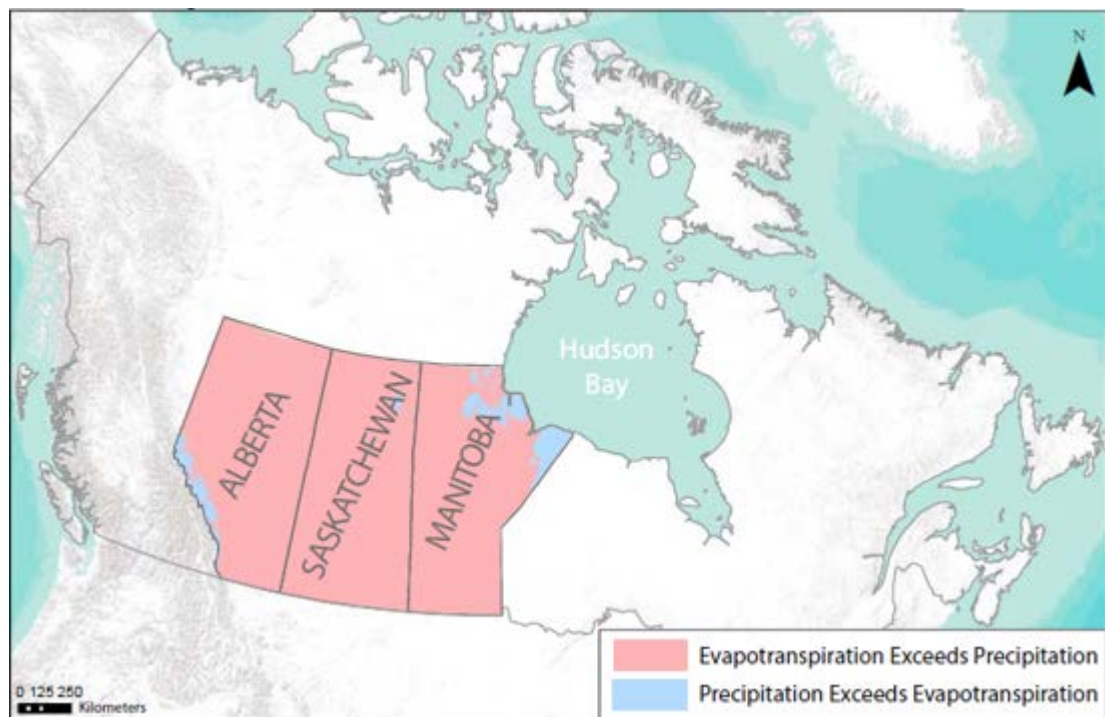 N
Hudson
Bay
ALBERTA
SASKATCHEWAN
MANITOBA
Evapotranspiration Exceeds Precipitation
Precipitation Exceeds Evapotranspiration
0 125 250
Kilometers